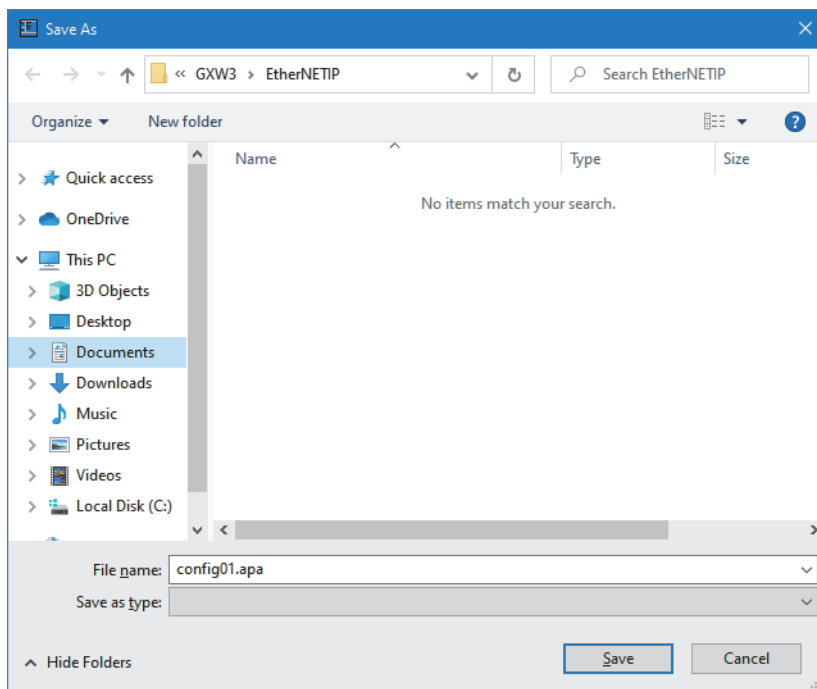 Save As
« GXW3 > EtherNETIP
Search EtherNETIP
Organize
New folder
Name
Type
Size
No items match your search.
Quick access
OneDrive
This PC
3D Objects
Desktop
Documents
Downloads
Music
Pictures
Videos
Local Disk (C:)
File name: config01.apa
Save as type:
Hide Folders
Save
Cancel